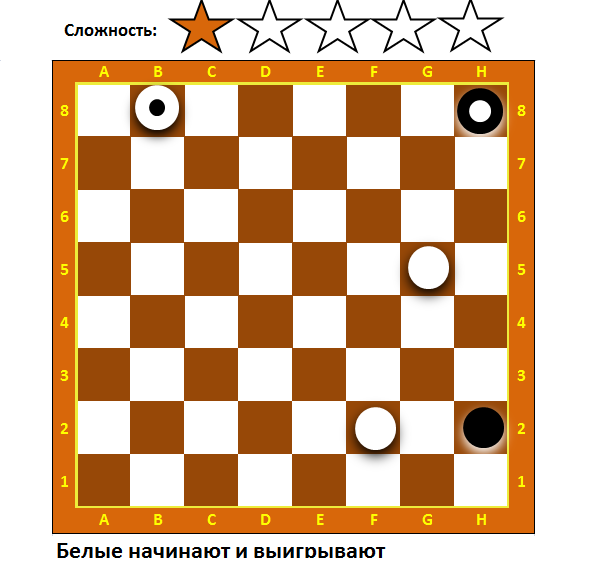 Сложность:
A B C D E F G H
8 8
7 7
6 6
5 5
4 4
3 3
2 2
1 1
A B C D E F G H
Белые начинают и выигрывают